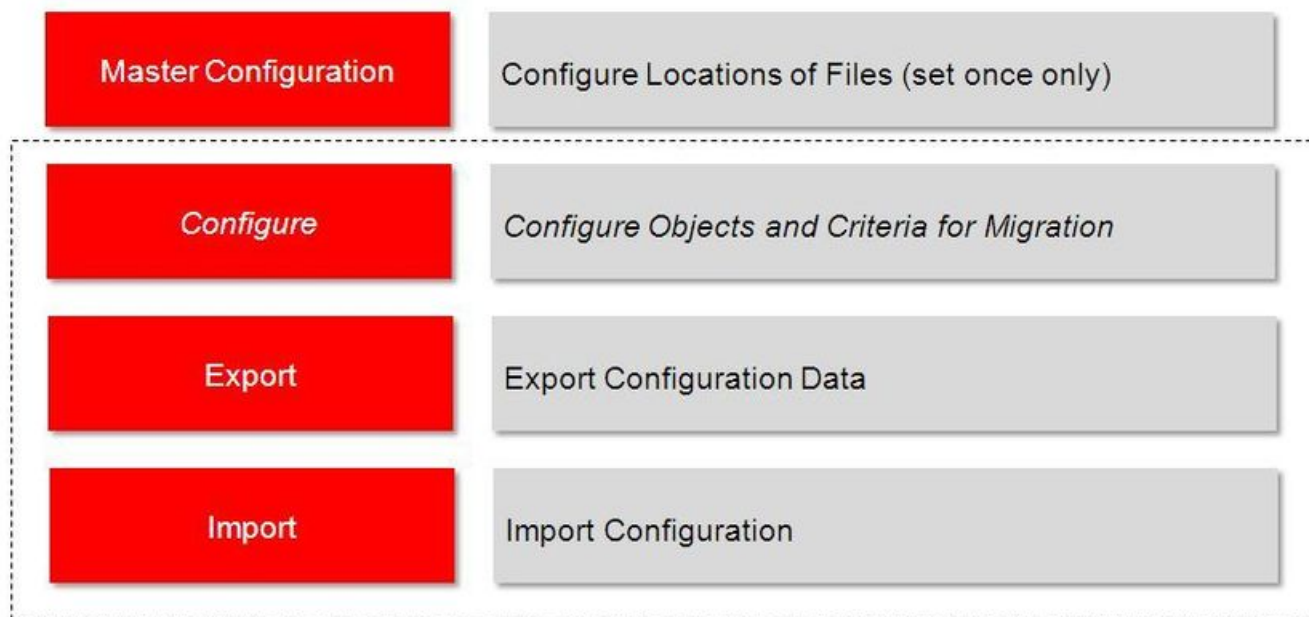 Master Configuration
Configure Locations of Files (set once only)
Configure
Configure Objects and Criteria for Migration
Export
Export Configuration Data
Import
Import Configuration